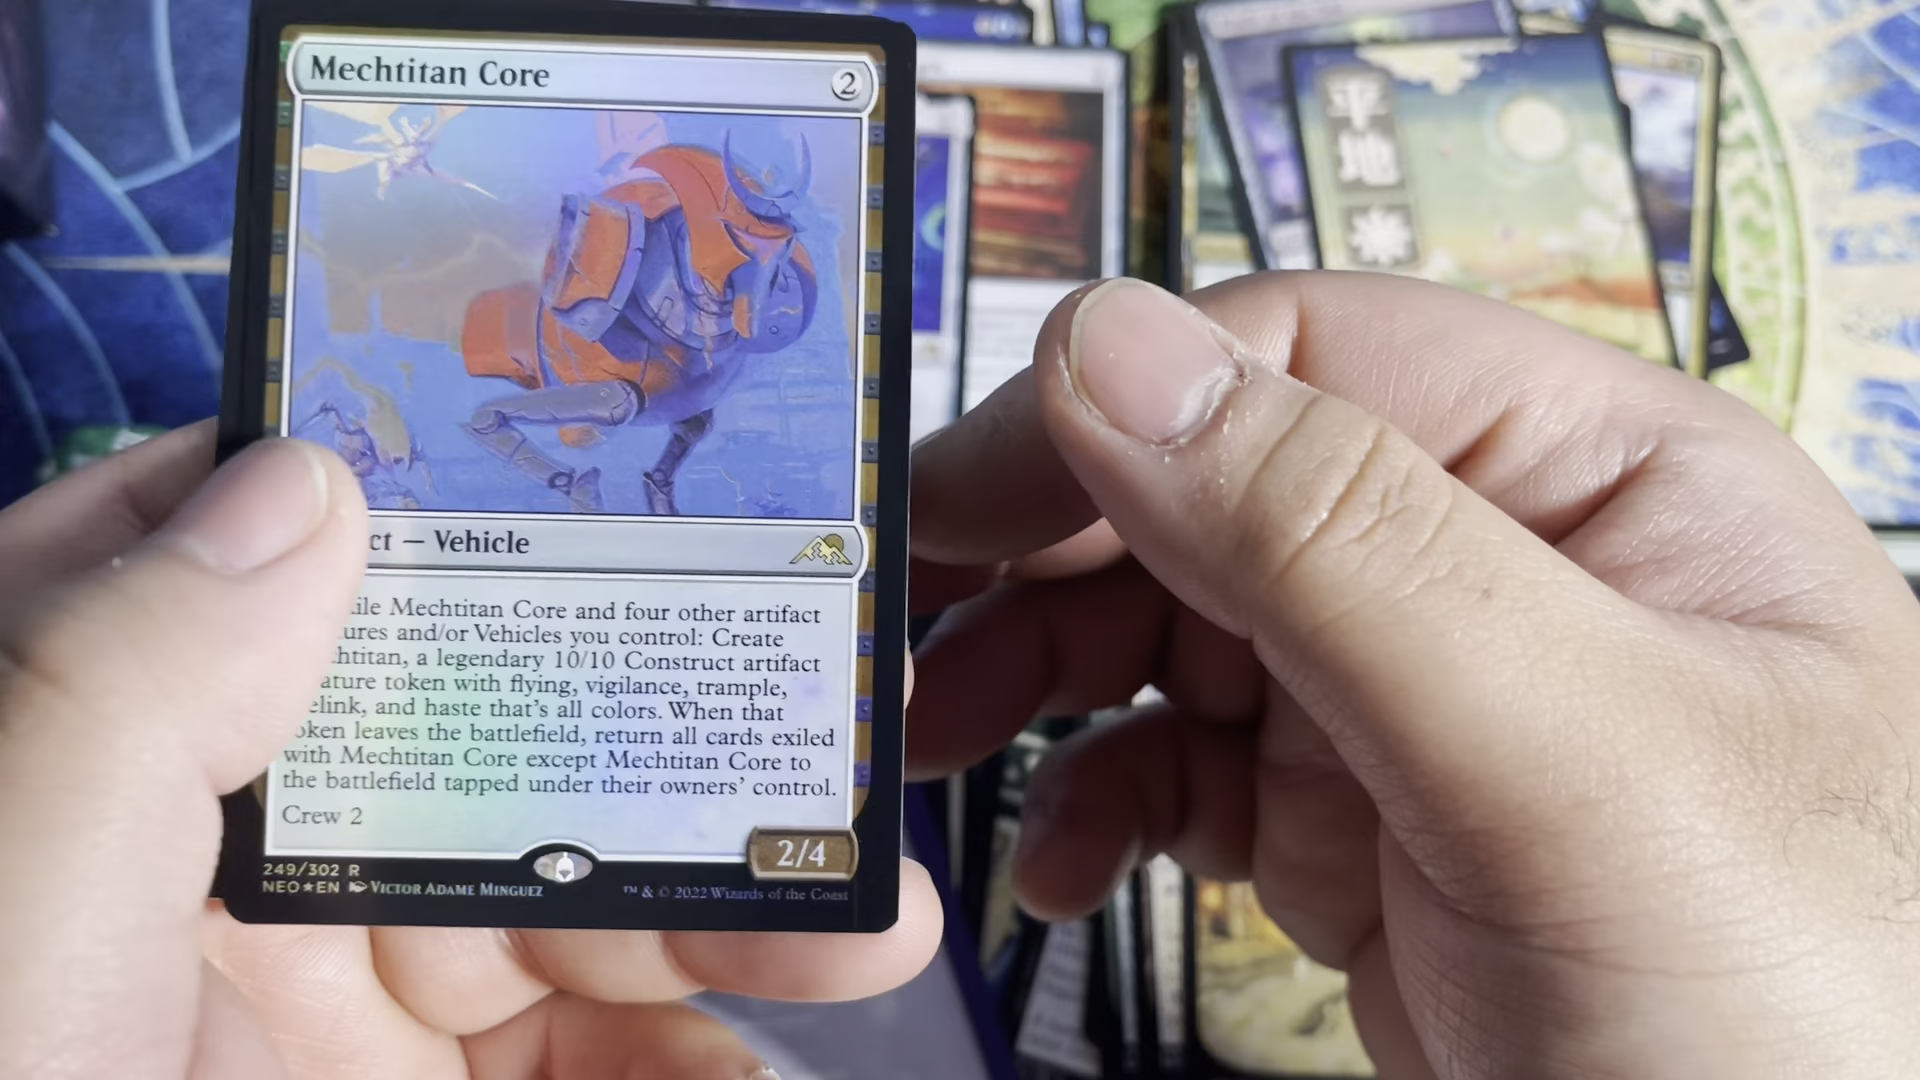 Mechtitan Core 2
ct — Vehicle
ile Mechtitan Core and four other artifact
ures and/or Vehicles you control: Create
htitan, a legendary 10/10 Construct artifact
ature token with flying, vigilance, trample,
elink, and haste that's all colors. When that
oken leaves the battlefield, return all cards exiled
with Mechtitan Core except Mechtitan Core to
the battlefield tapped under their owners' control.
Crew 2
2/4
249/302 R
NEO★EN Victor Adame Minguez
™ & © 2022 Wizards of the Coast
平
地